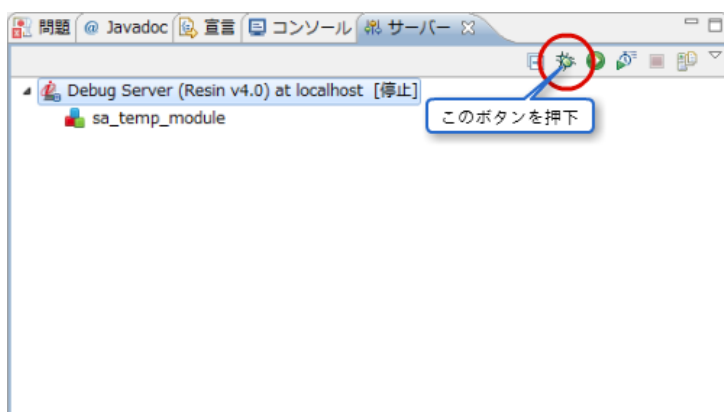 問題 @ Javadoc 宣言 コンソール サーバー
Debug Server (Resin v4.0) at localhost [停止]
sa_temp_module
このボタンを押下